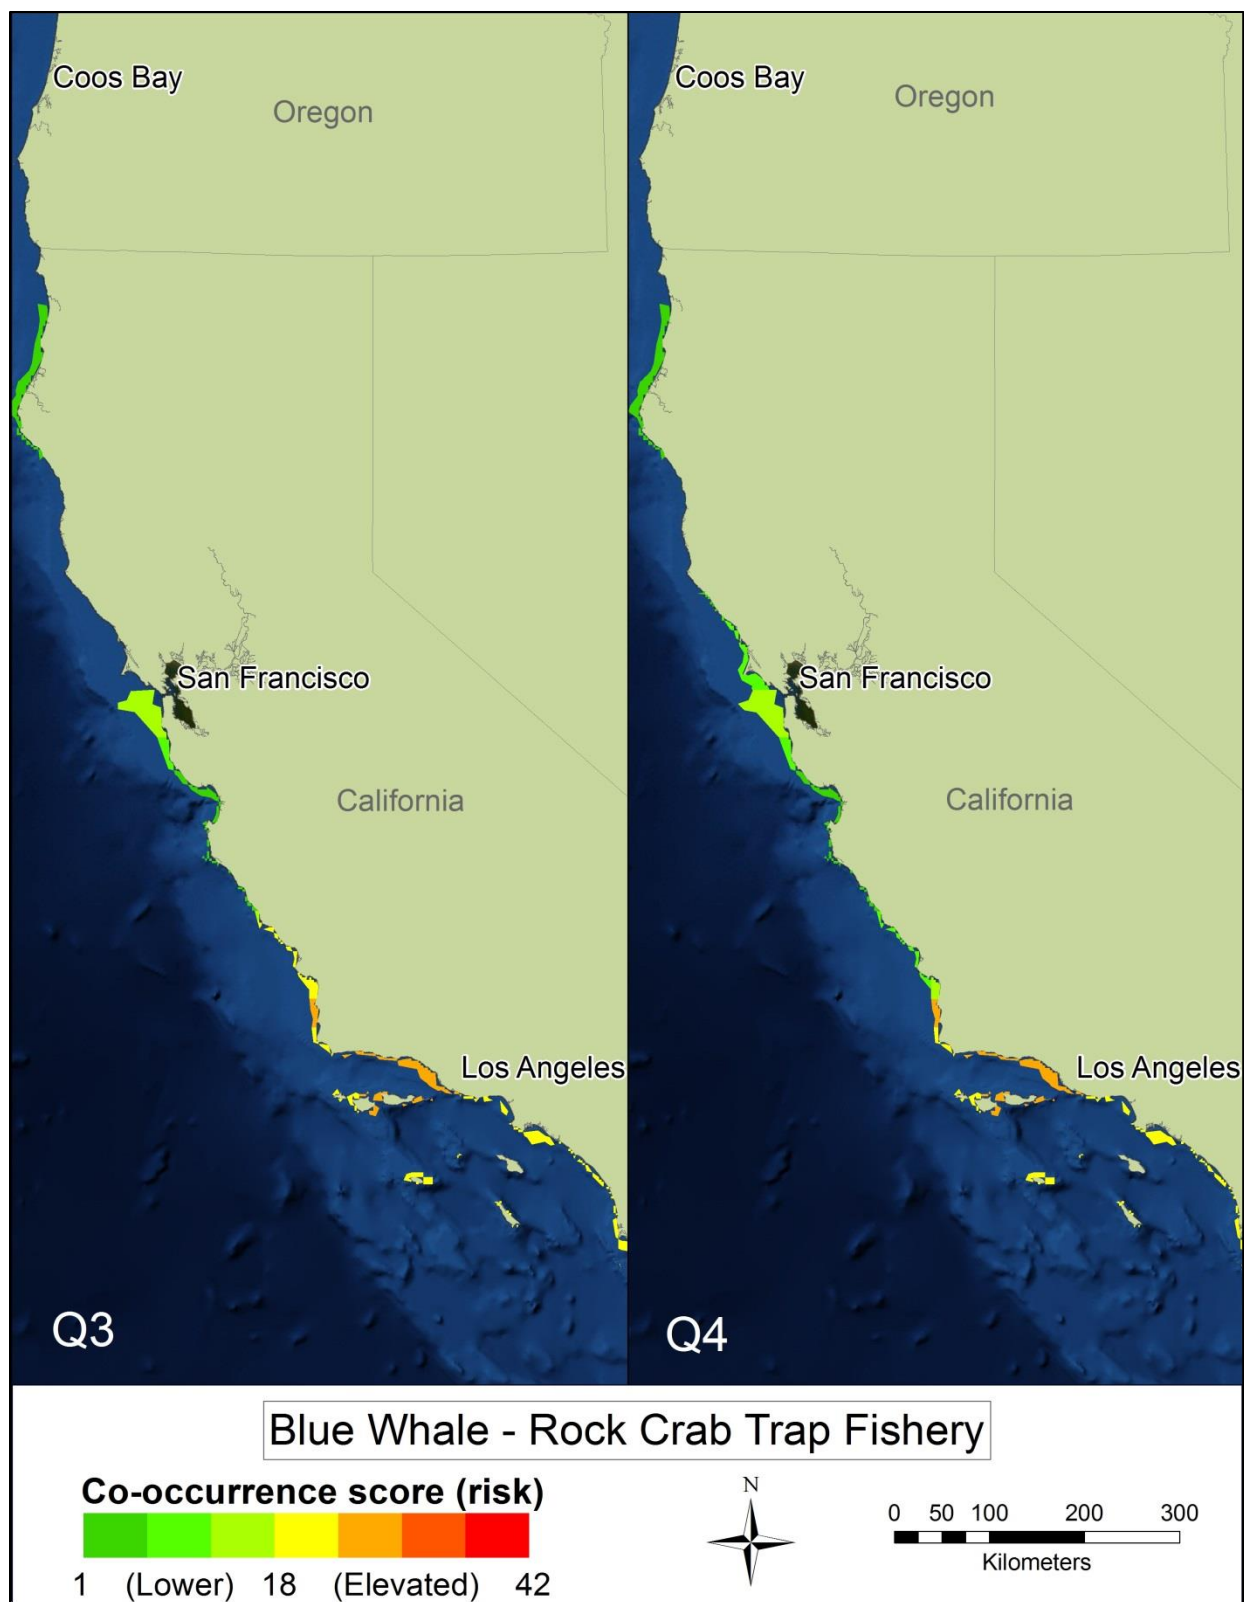 Coos Bay
Oregon
San Francisco
California
Los Angeles
Q3
Coos Bay
Oregon
San Francisco
California
Los Angeles
Q4
Blue Whale - Rock Crab Trap Fishery
Co-occurrence score (risk)
1 (Lower) 18 (Elevated) 42
N
0 50 100 200 300
Kilometers